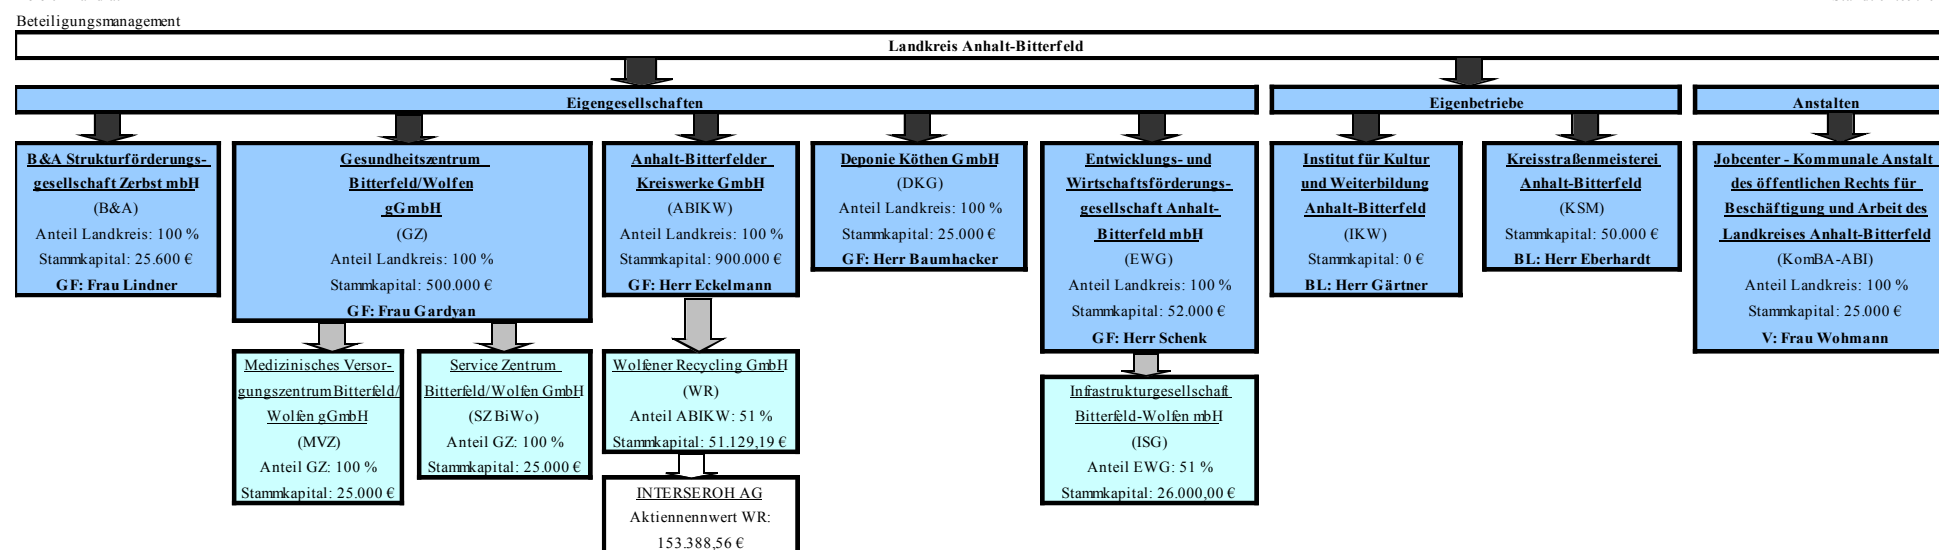 Beteiligungsmanagement
Landkreis Anhalt-Bitterfeld
Eigengesellschaften
Eigenbetriebe
Anstalten
B&A Strukturförderungs-
gesellschaft Zerbst mbH
(B&A)
Anteil Landkreis: 100 %
Stammkapital: 25.600 €
GF: Frau Lindner
Gesundheitszentrum
Bitterfeld/Wolfen
gGmbH
(GZ)
Anteil Landkreis: 100 %
Stammkapital: 500.000 €
GF: Frau Gardyan
Anhalt-Bitterfelder
Kreiswerke GmbH
(ABIKW)
Anteil Landkreis: 100 %
Stammkapital: 900.000 €
GF: Herr Eckelmann
Deponie Köthen GmbH
(DKG)
Anteil Landkreis: 100 %
Stammkapital: 25.000 €
GF: Herr Baumhacker
Entwicklungs- und
Wirtschaftsförderungs-
gesellschaft Anhalt-
Bitterfeld mbH
(EWG)
Anteil Landkreis: 100 %
Stammkapital: 52.000 €
GF: Herr Schenk
Institut für Kultur
und Weiterbildung
Anhalt-Bitterfeld
(IKW)
Stammkapital: 0 €
BL: Herr Gärtner
Kreisstraßenmeisterei
Anhalt-Bitterfeld
(KSM)
Stammkapital: 50.000 €
BL: Herr Eberhardt
Jobcenter - Kommunale Anstalt
des öffentlichen Rechts für
Beschäftigung und Arbeit des
Landkreises Anhalt-Bitterfeld
(KomBA-ABI)
Anteil Landkreis: 100 %
Stammkapital: 25.000 €
V: Frau Wohmann
Medizinisches Versor-
gungszentrum Bitterfeld/
Wolfen gGmbH
(MVZ)
Anteil GZ: 100 %
Stammkapital: 25.000 €
Service Zentrum
Bitterfeld/Wolfen GmbH
(SZBiWo)
Anteil GZ: 100 %
Stammkapital: 25.000 €
Wolfener Recycling GmbH
(WR)
Anteil ABIKW: 51 %
Stammkapital: 51.129,19 €
INTERSEROH AG
Aktiennennwert WR:
153.388,56 €
Infrastrukturgesellschaft
Bitterfeld-Wolfen mbH
(ISG)
Anteil EWG: 51 %
Stammkapital: 26.000,00 €